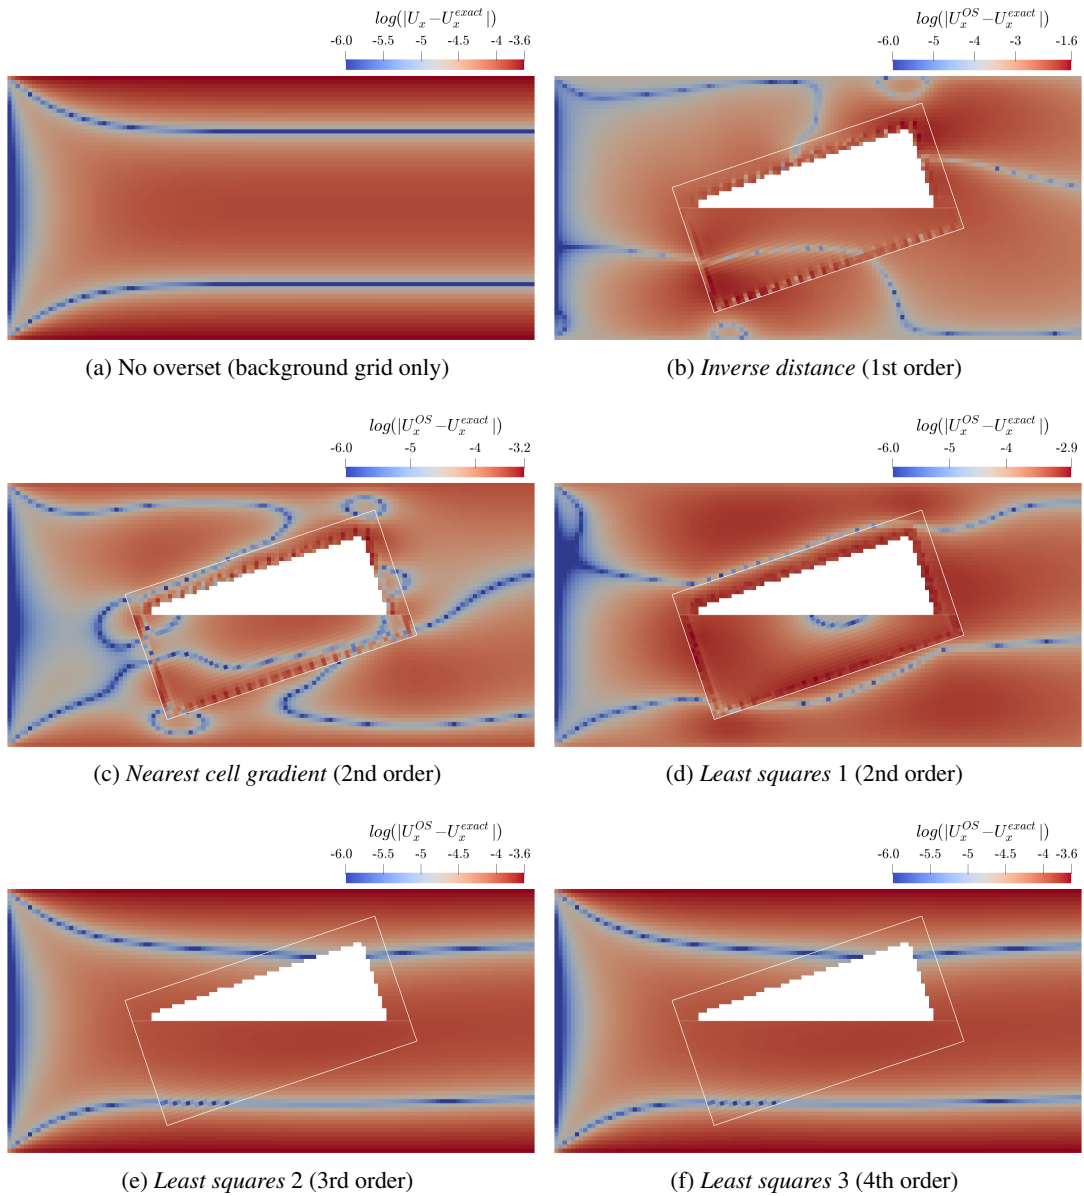 log(|U_x − U_x^{exact}|)
-6.0 -5.5 -5 -4.5 -4 -3.6
(a) No overset (background grid only)
log(|U_x^{OS} − U_x^{exact}|)
-6.0 -5 -4 -3 -1.6
(b) Inverse distance (1st order)
log(|U_x^{OS} − U_x^{exact}|)
-6.0 -5 -4 -3.2
(c) Nearest cell gradient (2nd order)
log(|U_x^{OS} − U_x^{exact}|)
-6.0 -5 -4 -2.9
(d) Least squares 1 (2nd order)
log(|U_x^{OS} − U_x^{exact}|)
-6.0 -5.5 -5 -4.5 -4 -3.6
(e) Least squares 2 (3rd order)
log(|U_x^{OS} − U_x^{exact}|)
-6.0 -5.5 -5 -4.5 -4 -3.6
(f) Least squares 3 (4th order)